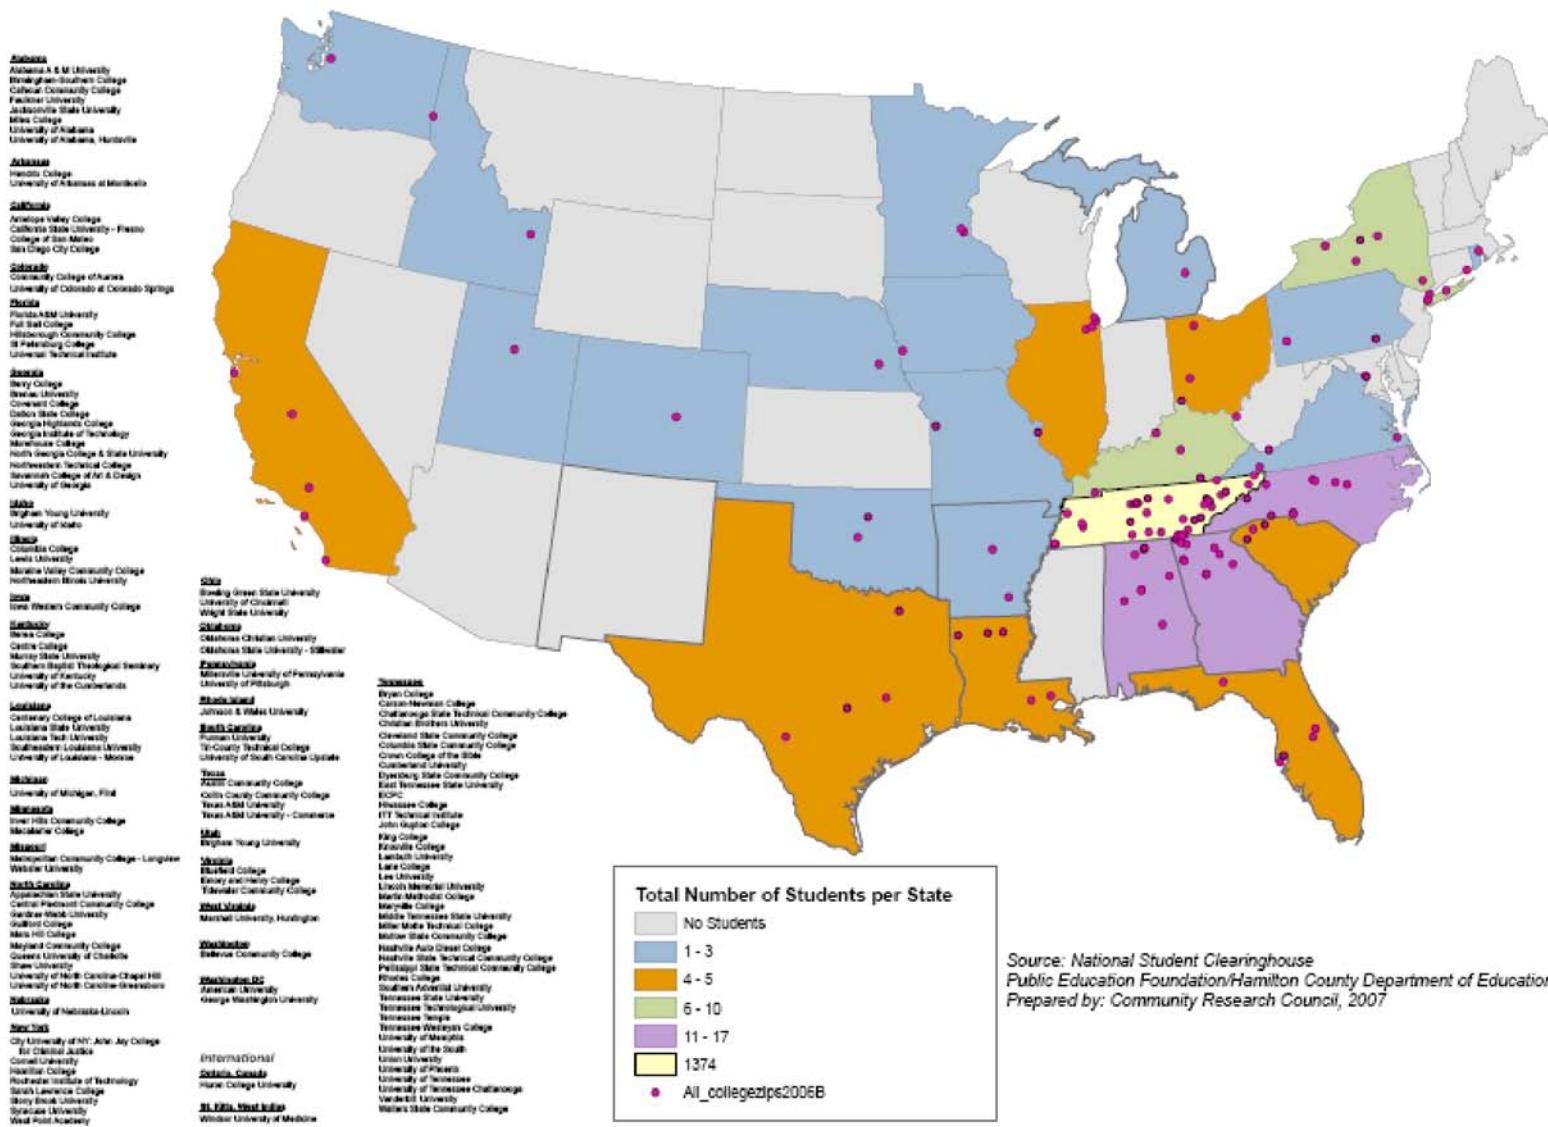 Alabama
Alabama A & M University
Birmingham-Southern College
Calhoun Community College
Faulkner University
Jacksonville State University
Miles College
University of Alabama
University of Alabama, Huntsville
Arkansas
Hendrix College
University of Arkansas at Monticello
California
Antelope Valley College
California State University - Fresno
College of San Mateo
San Diego City College
Colorado
Community College of Aurora
University of Colorado at Colorado Springs
Florida
Florida A&M University
Full Sail College
Hillsborough Community College
St Petersburg College
Universal Technical Institute
Georgia
Berry College
Brenau University
Covenant College
Dalton State College
Georgia Highlands College
Georgia Institute of Technology
Morehouse College
North Georgia College & State University
Northwestern Technical College
Savannah College of Art & Design
University of Georgia
Idaho
Brigham Young University
University of Idaho
Illinois
Columbia College
Lewis University
Moraine Valley Community College
Northeastern Illinois University
Iowa
Iowa Western Community College
Kentucky
Berea College
Centre College
Murray State University
Southern Baptist Theological Seminary
University of Kentucky
University of the Cumberlands
Louisiana
Centenary College of Louisiana
Louisiana State University
Louisiana Tech University
Southeastern Louisiana University
University of Louisiana - Monroe
Michigan
University of Michigan, Flint
Minnesota
Inver Hills Community College
Macalester College
Missouri
Metropolitan Community College - Longview
Webster University
North Carolina
Appalachian State University
Central Piedmont Community College
Gardner-Webb University
Guilford College
Mars Hill College
Mayland Community College
Queens University of Charlotte
Shaw University
University of North Carolina-Chapel Hill
University of North Carolina-Greensboro
Nebraska
University of Nebraska-Lincoln
New York
City University of NY: John Jay College
for Criminal Justice
Cornell University
Hamilton College
Rochester Institute of Technology
Sarah Lawrence College
Stony Brook University
Syracuse University
West Point Academy
Ohio
Bowling Green State University
University of Cincinnati
Wright State University
Oklahoma
Oklahoma Christian University
Oklahoma State University - Stillwater
Pennsylvania
Millersville University of Pennsylvania
University of Pittsburgh
Rhode Island
Johnson & Wales University
South Carolina
Furman University
Tri-County Technical College
University of South Carolina Upstate
Texas
Austin Community College
Collin County Community College
Texas A&M University
Texas A&M University - Commerce
Utah
Brigham Young University
Virginia
Bluefield College
Emory and Henry College
Tidewater Community College
West Virginia
Marshall University, Huntington
Washington
Bellevue Community College
Washington DC
American University
George Washington University
International
Ontario, Canada
Huron College University
St. Kitts, West Indies
Windsor University of Medicine
Tennessee
Bryan College
Carson-Newman College
Chattanooga State Technical Community College
Christian Brothers University
Cleveland State Community College
Columbia State Community College
Crown College of the Bible
Cumberland University
Dyersburg State Community College
East Tennessee State University
ECPC
Hiwassee College
ITT Technical Institute
John Gupton College
King College
Knoxville College
Lambuth University
Lane College
Lee University
Lincoln Memorial University
Martin Methodist College
Maryville College
Middle Tennessee State University
Miller Motte Technical College
Motlow State Community College
Nashville Auto Diesel College
Nashville State Technical Community College
Pellissippi State Technical Community College
Rhodes College
Southern Adventist University
Tennessee State University
Tennessee Technological University
Tennessee Temple
Tennessee Wesleyan College
University of Memphis
University of the South
Union University
University of Phoenix
University of Tennessee
University of Tennessee Chattanooga
Vanderbilt University
Walters State Community College
Total Number of Students per State
No Students
1 - 3
4 - 5
6 - 10
11 - 17
1374
All_collegezips2006B
Source: National Student Clearinghouse
Public Education Foundation/Hamilton County Department of Education
Prepared by: Community Research Council, 2007